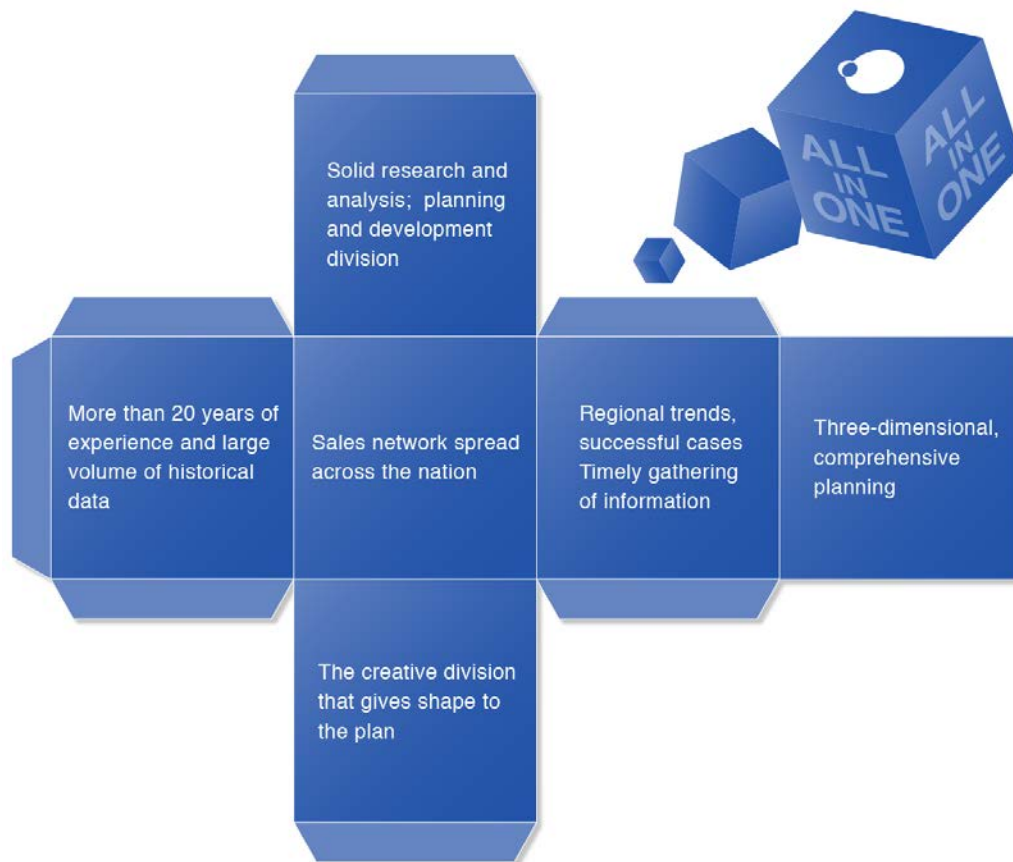 ALL
IN
ONE
ALL
IN
ONE
Solid research and
analysis; planning
and development
division
More than 20 years of
experience and large
volume of historical
data
Sales network spread
across the nation
Regional trends,
successful cases
Timely gathering
of information
Three-dimensional,
comprehensive
planning
The creative division
that gives shape to
the plan